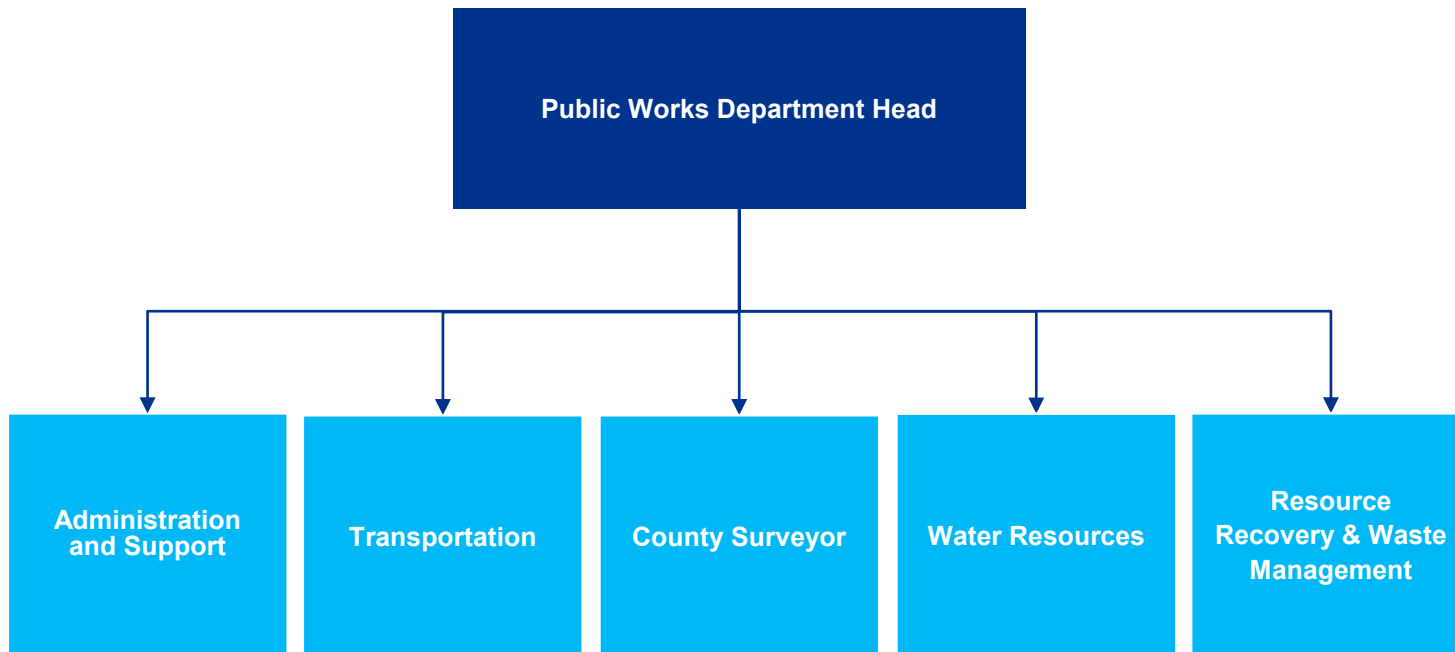 Public Works Department Head
Administration
and Support
Transportation
County Surveyor
Water Resources
Resource
Recovery & Waste
Management